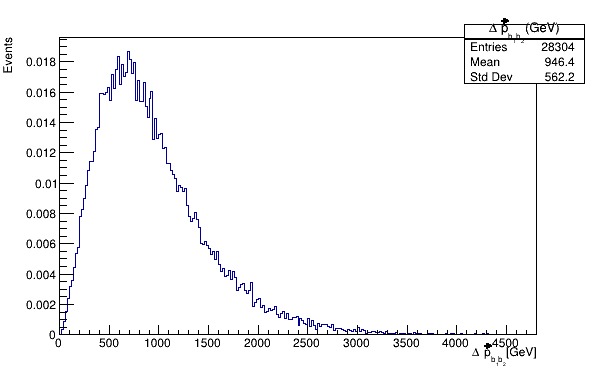 Δ p⃗ b₁b₂ (GeV)
Entries 28304
Mean 946.4
Std Dev 562.2
Events
0.018
0.016
0.014
0.012
0.01
0.008
0.006
0.004
0.002
0
0 500 1000 1500 2000 2500 3000 3500 4000 4500
Δ p⃗ b₁b₂ [GeV]